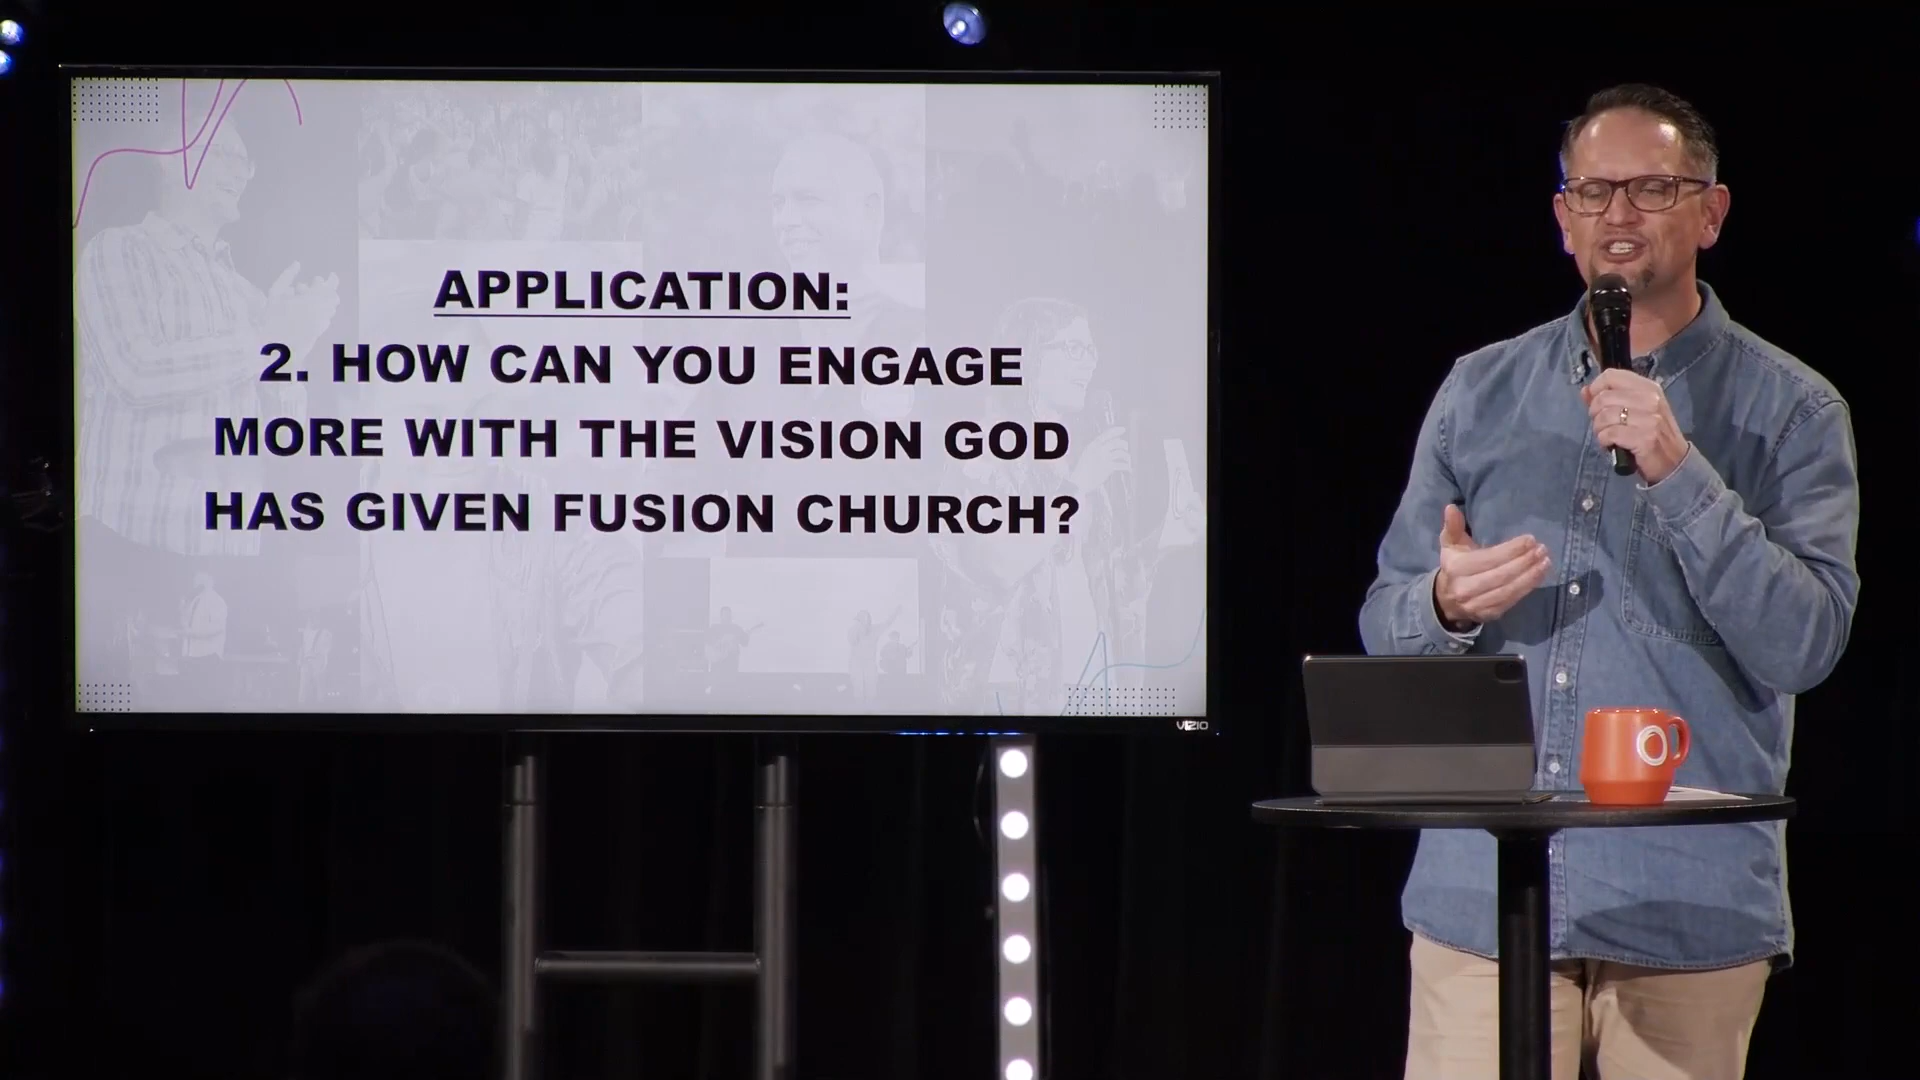 APPLICATION:
2. HOW CAN YOU ENGAGE
MORE WITH THE VISION GOD
HAS GIVEN FUSION CHURCH?
VIZIO